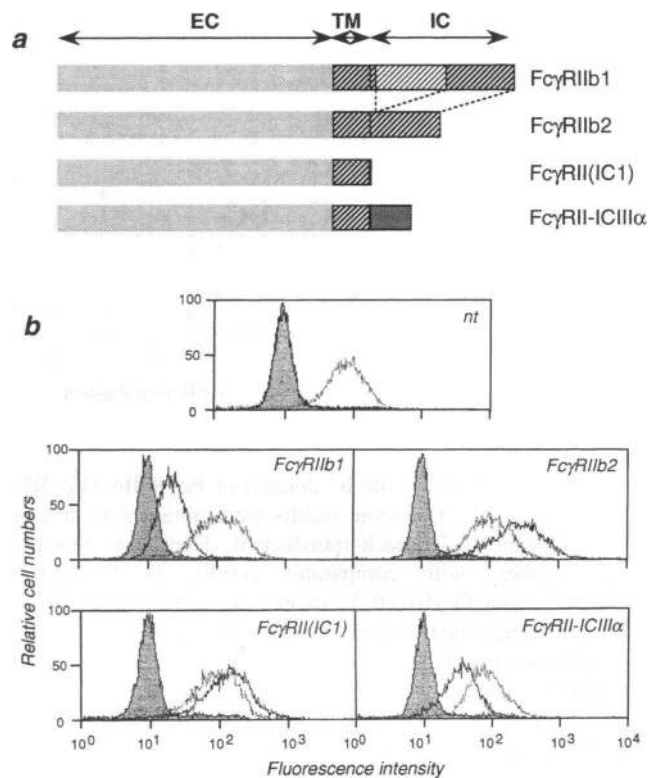 a
EC TM IC
FcγRIIb1
FcγRIIb2
FcγRII(IC1)
FcγRII-ICIIIα
b
100
50
0
nt
Relative cell numbers
100
50
0
FcγRIIb1
FcγRIIb2
100
50
0
FcγRII(IC1)
FcγRII-ICIIIα
10⁰ 10¹ 10² 10³ 10⁰ 10¹ 10² 10³ 10⁴
Fluorescence intensity Fluorescence intensity